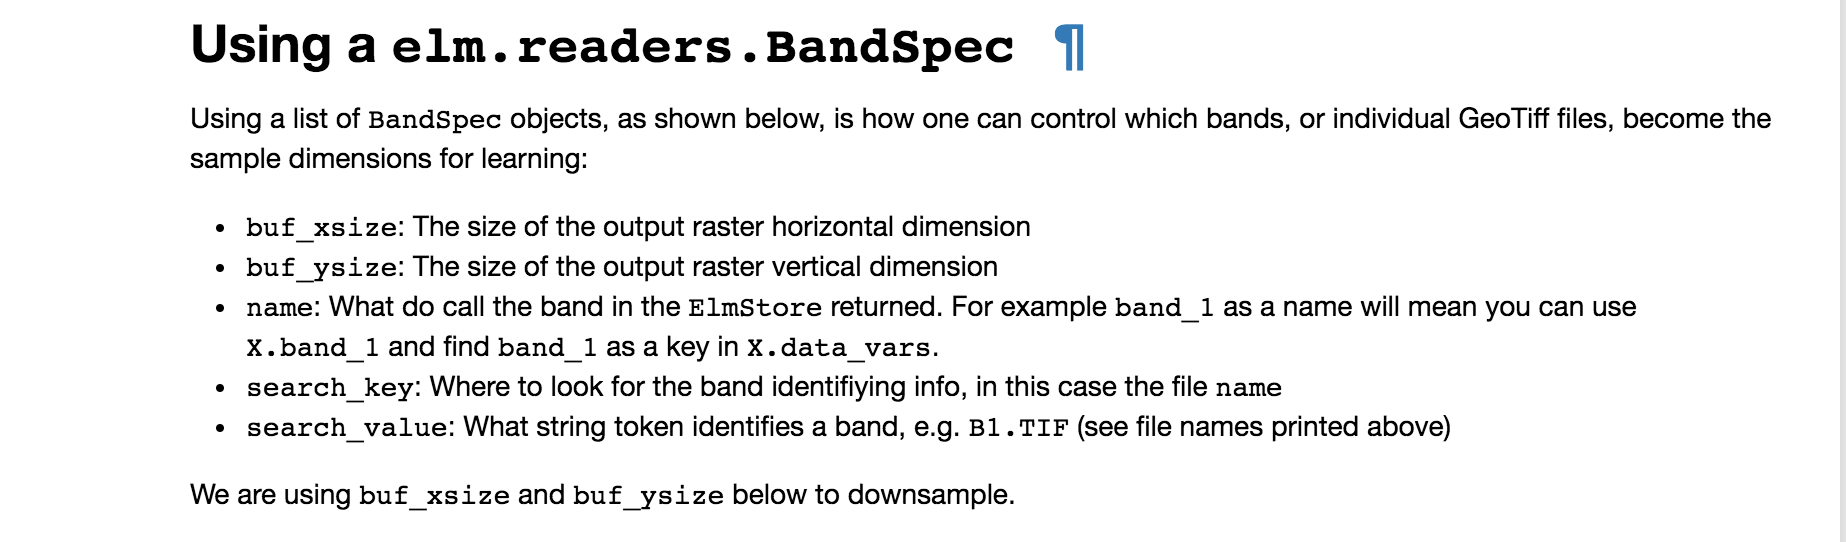 Using a elm.readers.BandSpec ¶
Using a list of BandSpec objects, as shown below, is how one can control which bands, or individual GeoTiff files, become the
sample dimensions for learning:
• buf_xsize: The size of the output raster horizontal dimension
• buf_ysize: The size of the output raster vertical dimension
• name: What do call the band in the ElmStore returned. For example band_1 as a name will mean you can use
X.band_1 and find band_1 as a key in X.data_vars.
• search_key: Where to look for the band identifiying info, in this case the file name
• search_value: What string token identifies a band, e.g. B1.TIF (see file names printed above)
We are using buf_xsize and buf_ysize below to downsample.